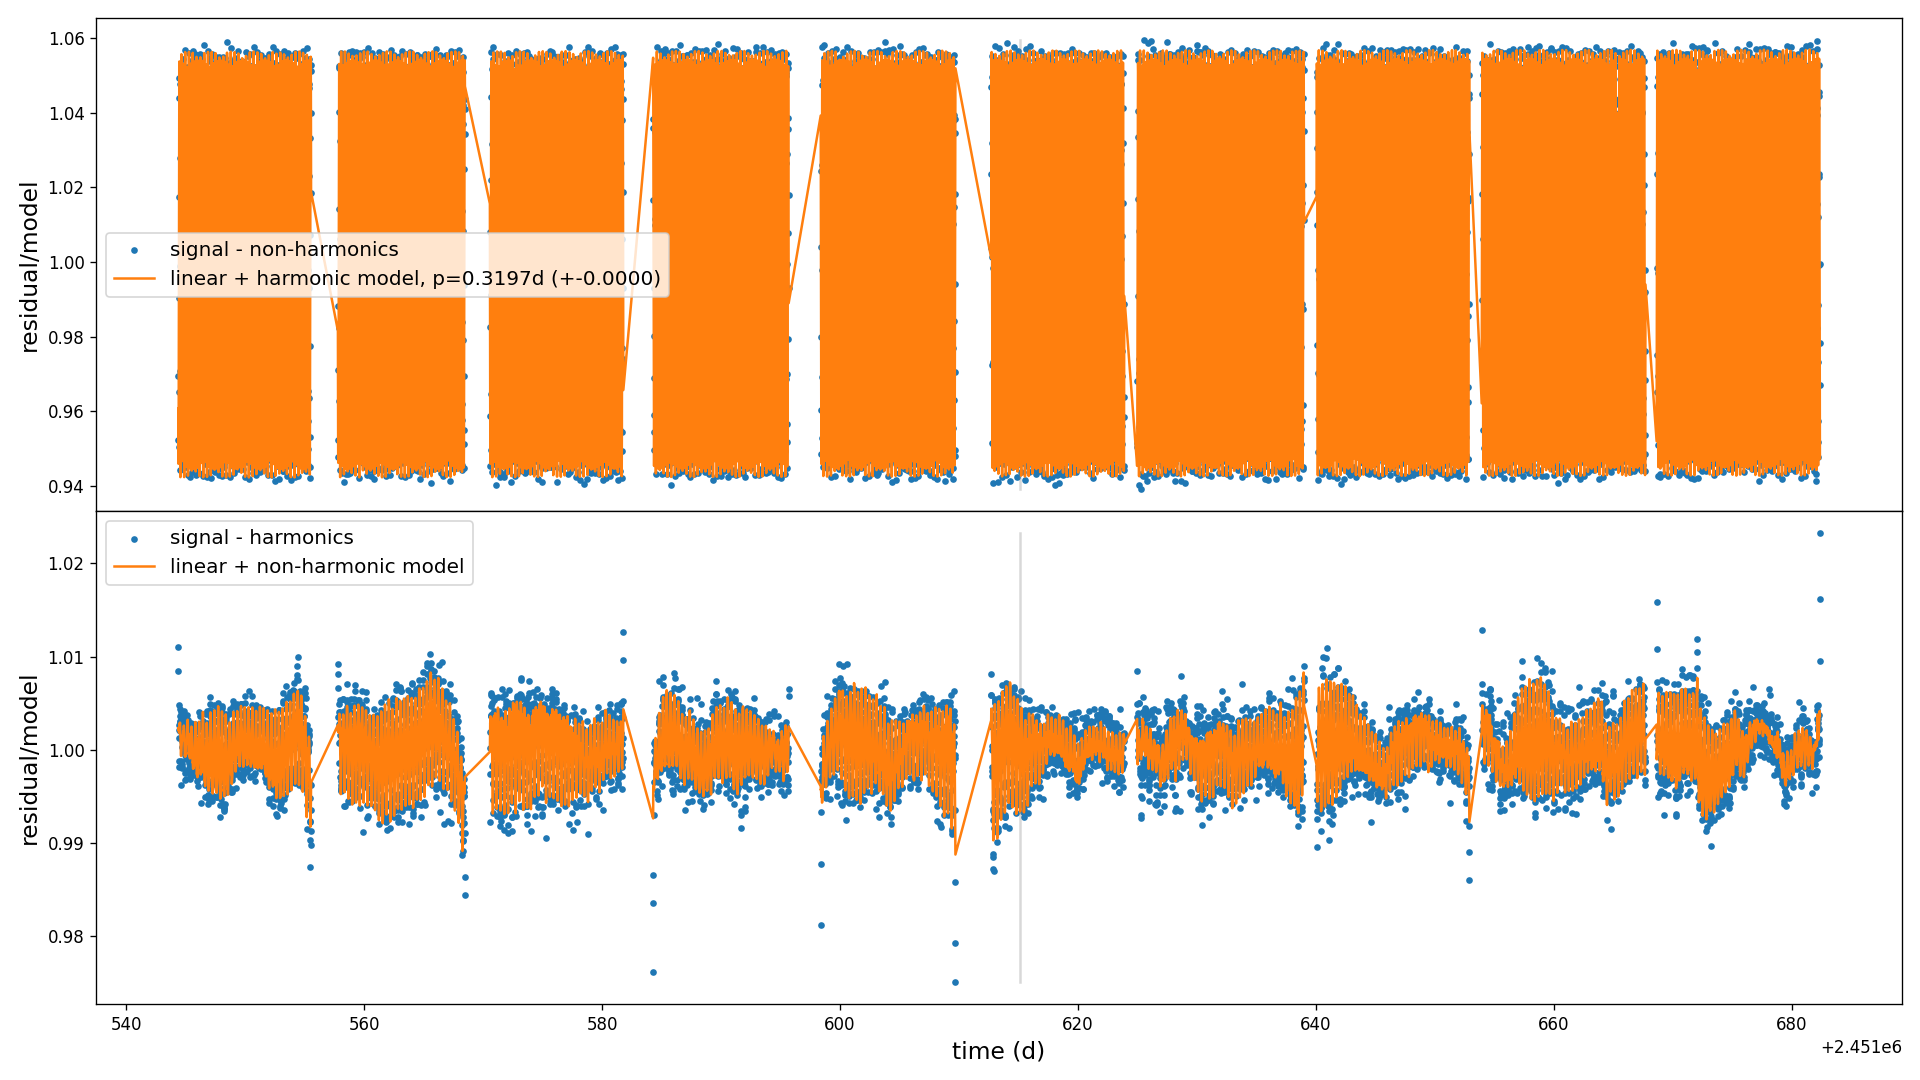 1.06
1.04
1.02
1.00
0.98
0.96
0.94
residual/model
signal - non-harmonics
linear + harmonic model, p=0.3197d (+-0.0000)
1.02
1.01
1.00
0.99
0.98
residual/model
signal - harmonics
linear + non-harmonic model
540 560 580 600 620 640 660 680
time (d)
+2.451e6